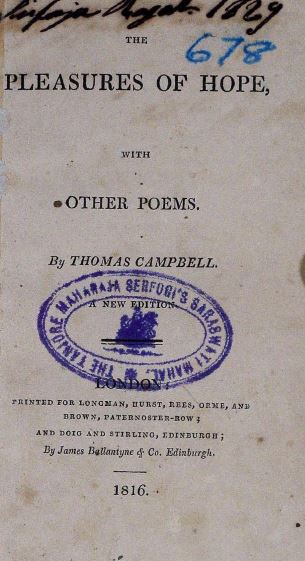 1829
678
THE
PLEASURES OF HOPE,
WITH
OTHER POEMS.
By THOMAS CAMPBELL.
A NEW EDITION.
THE TANJORE MAHARAJA SERFOGI'S SARASWATI MAHAL.
LONDON:
PRINTED FOR LONGMAN, HURST, REES, ORME, AND
BROWN, PATERNOSTER-ROW;
AND DOIG AND STIRLING, EDINBURGH;
By James Ballantyne & Co. Edinburgh.
1816.